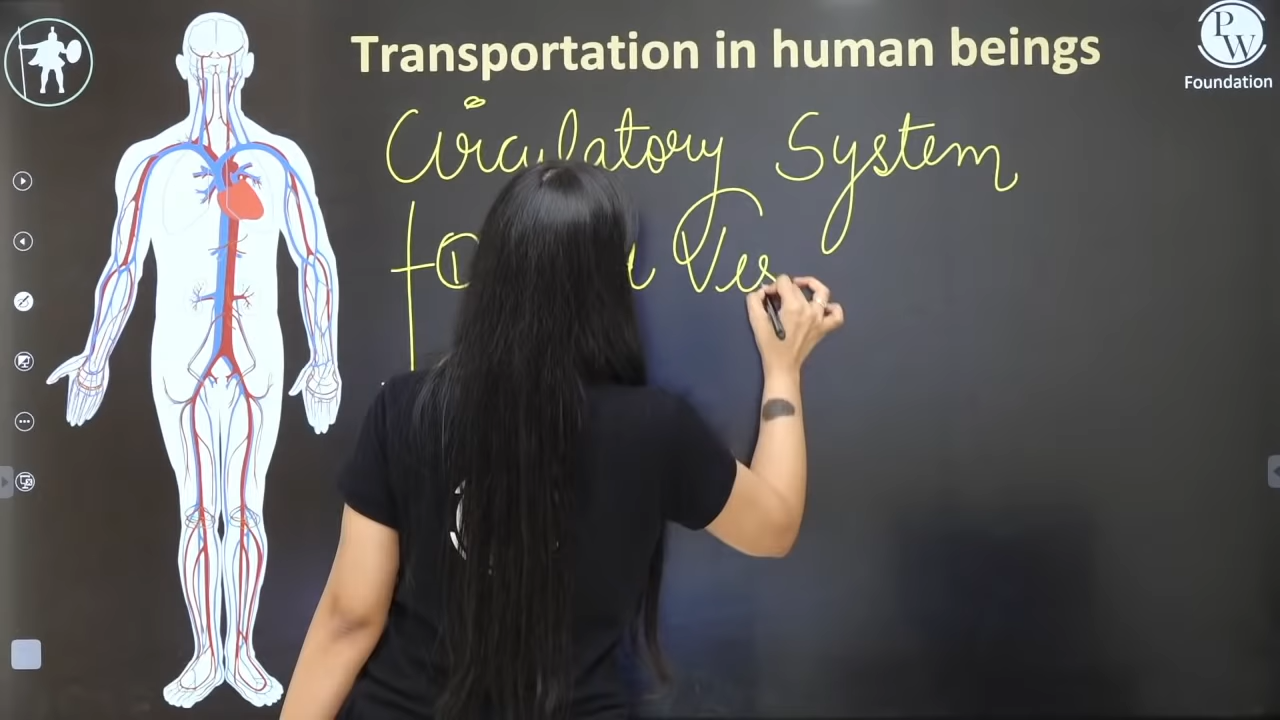 Transportation in human beings
PW
Foundation
Circulatory System